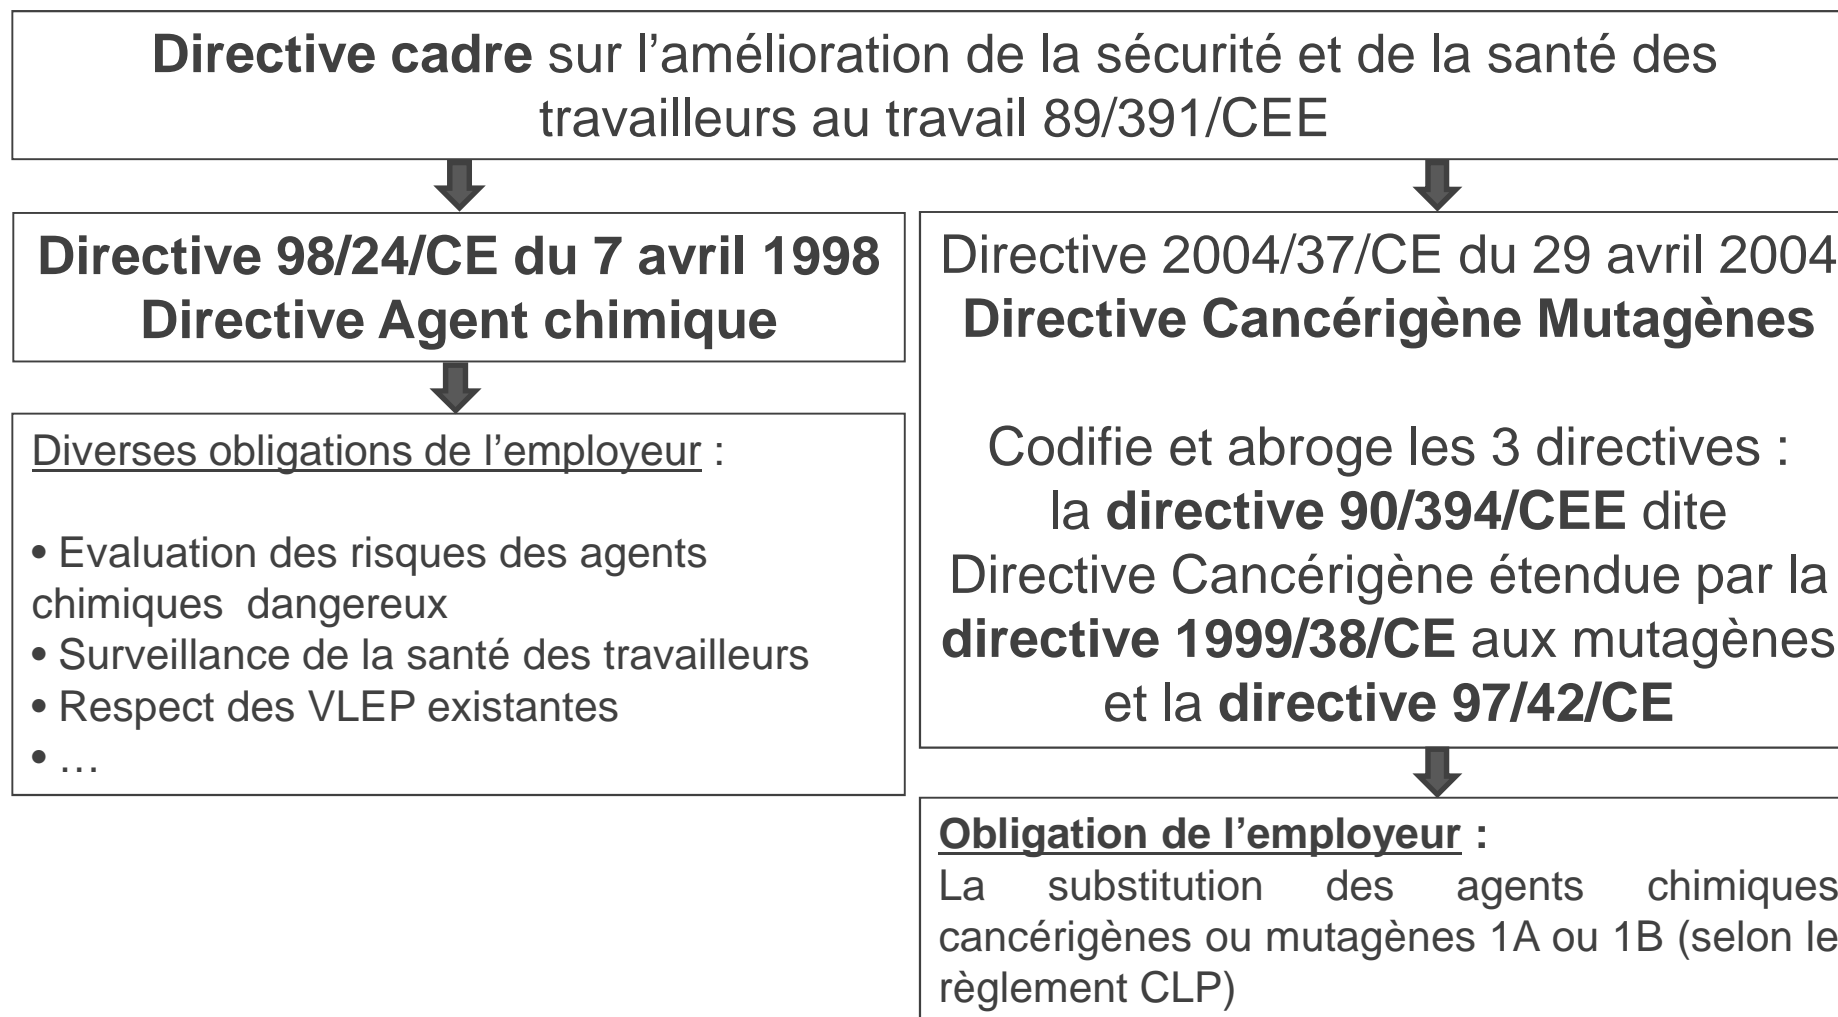 Directive cadre sur l’amélioration de la sécurité et de la santé des
travailleurs au travail 89/391/CEE
Directive 98/24/CE du 7 avril 1998
Directive Agent chimique
Diverses obligations de l’employeur :
• Evaluation des risques des agents
chimiques  dangereux
• Surveillance de la santé des travailleurs
• Respect des VLEP existantes
• …
Directive 2004/37/CE du 29 avril 2004
Directive Cancérigène Mutagènes
Codifie et abroge les 3 directives :
la directive 90/394/CEE dite
Directive Cancérigène étendue par la
directive 1999/38/CE aux mutagènes
et la directive 97/42/CE
Obligation de l’employeur :
La substitution des agents chimiques
cancérigènes ou mutagènes 1A ou 1B (selon le
règlement CLP)